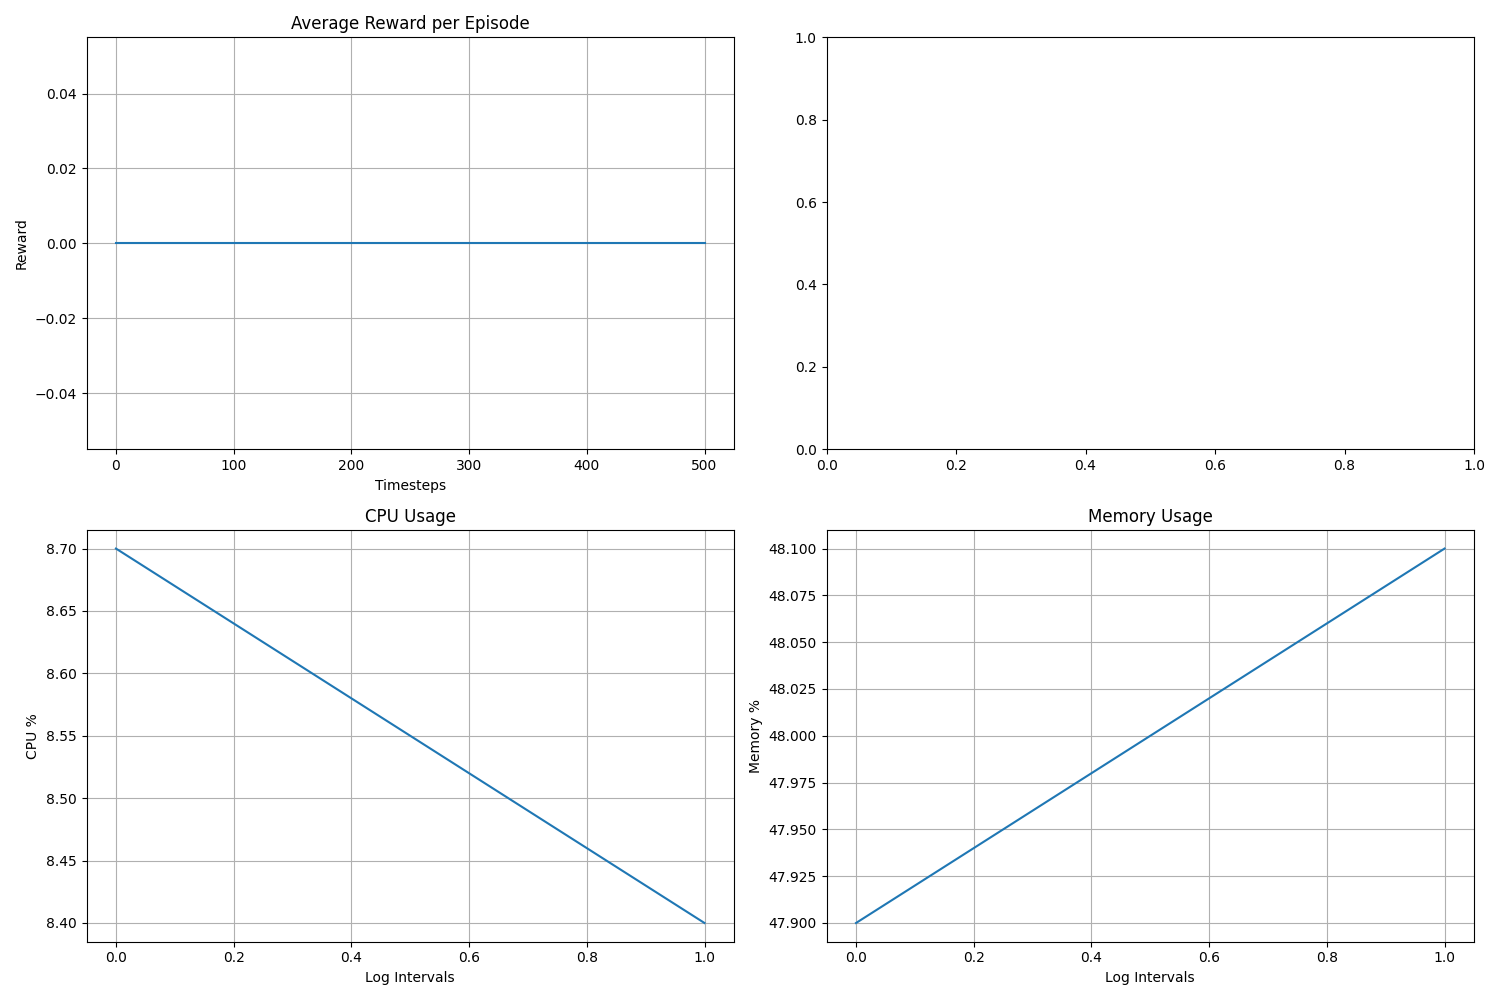 Average Reward per Episode
0.04
0.02
0.00
−0.02
−0.04
Reward
0 100 200 300 400 500
Timesteps
1.0
0.8
0.6
0.4
0.2
0.0
0.0 0.2 0.4 0.6 0.8 1.0
CPU Usage
8.70
8.65
8.60
8.55
8.50
8.45
8.40
CPU %
0.0 0.2 0.4 0.6 0.8 1.0
Log Intervals
Memory Usage
48.100
48.075
48.050
48.025
48.000
47.975
47.950
47.925
47.900
Memory %
0.0 0.2 0.4 0.6 0.8 1.0
Log Intervals